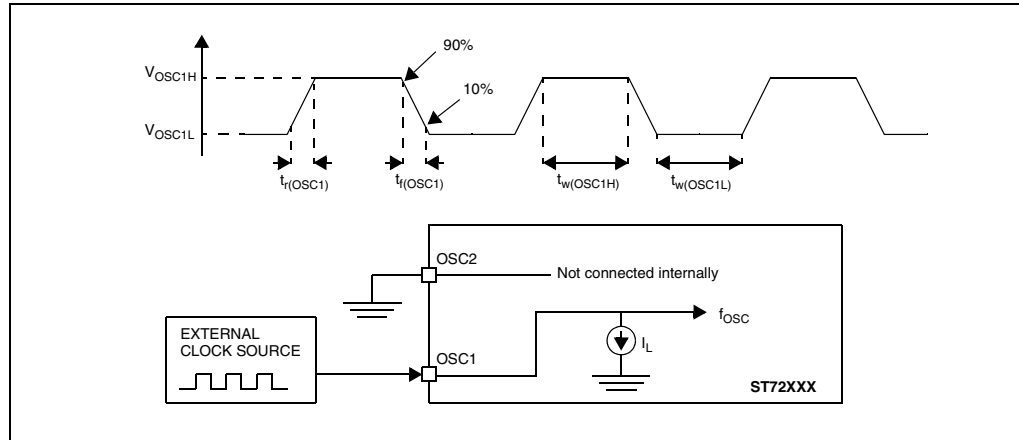 90%
VOSC1H
10%
VOSC1L
tr(OSC1)
tf(OSC1)
tw(OSC1H)
tw(OSC1L)
OSC2
Not connected internally
fOSC
EXTERNAL
CLOCK SOURCE
OSC1
IL
ST72XXX